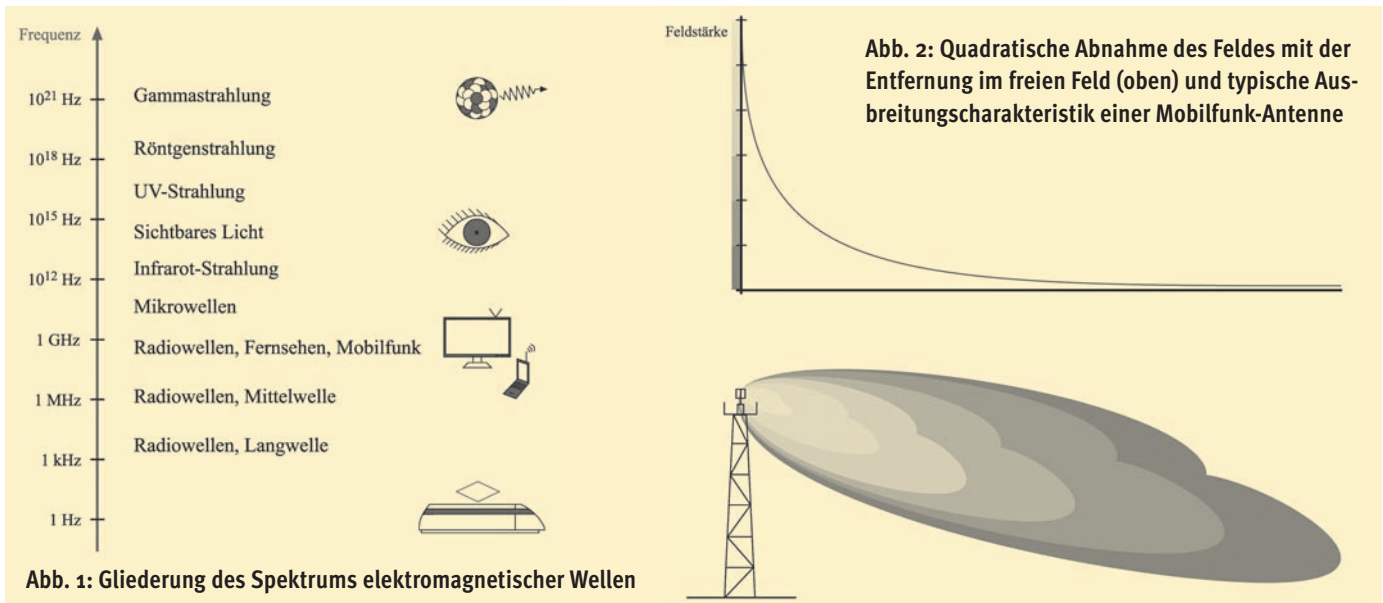 Frequenz
10²¹ Hz
Gammastrahlung
10¹⁸ Hz
Röntgenstrahlung
UV-Strahlung
10¹⁵ Hz
Sichtbares Licht
Infrarot-Strahlung
10¹² Hz
Mikrowellen
1 GHz
Radiowellen, Fernsehen, Mobilfunk
1 MHz
Radiowellen, Mittelwelle
Radiowellen, Langwelle
1 kHz
1 Hz
Abb. 1: Gliederung des Spektrums elektromagnetischer Wellen
Feldstärke
Abb. 2: Quadratische Abnahme des Feldes mit der
Entfernung im freien Feld (oben) und typische Aus-
breitungscharakteristik einer Mobilfunk-Antenne